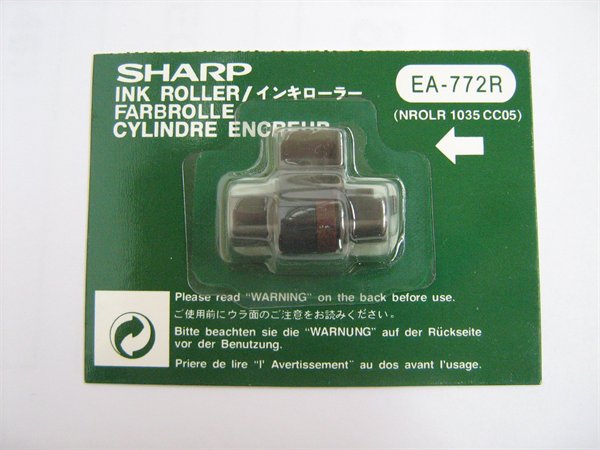 SHARP
INK ROLLER/インキローラー
FARBROLLE
CYLINDRE ENCREUR
EA-772R
(NROLR 1035 CC05)
Please read "WARNING" on the back before use.
ご使用前にウラ面のご注意をお読みください。
Bitte beachten sie die "WARNUNG" auf der Rückseite
vor der Benutzung.
Priere de lire "l' Avertissement" au dos avant l'usage.